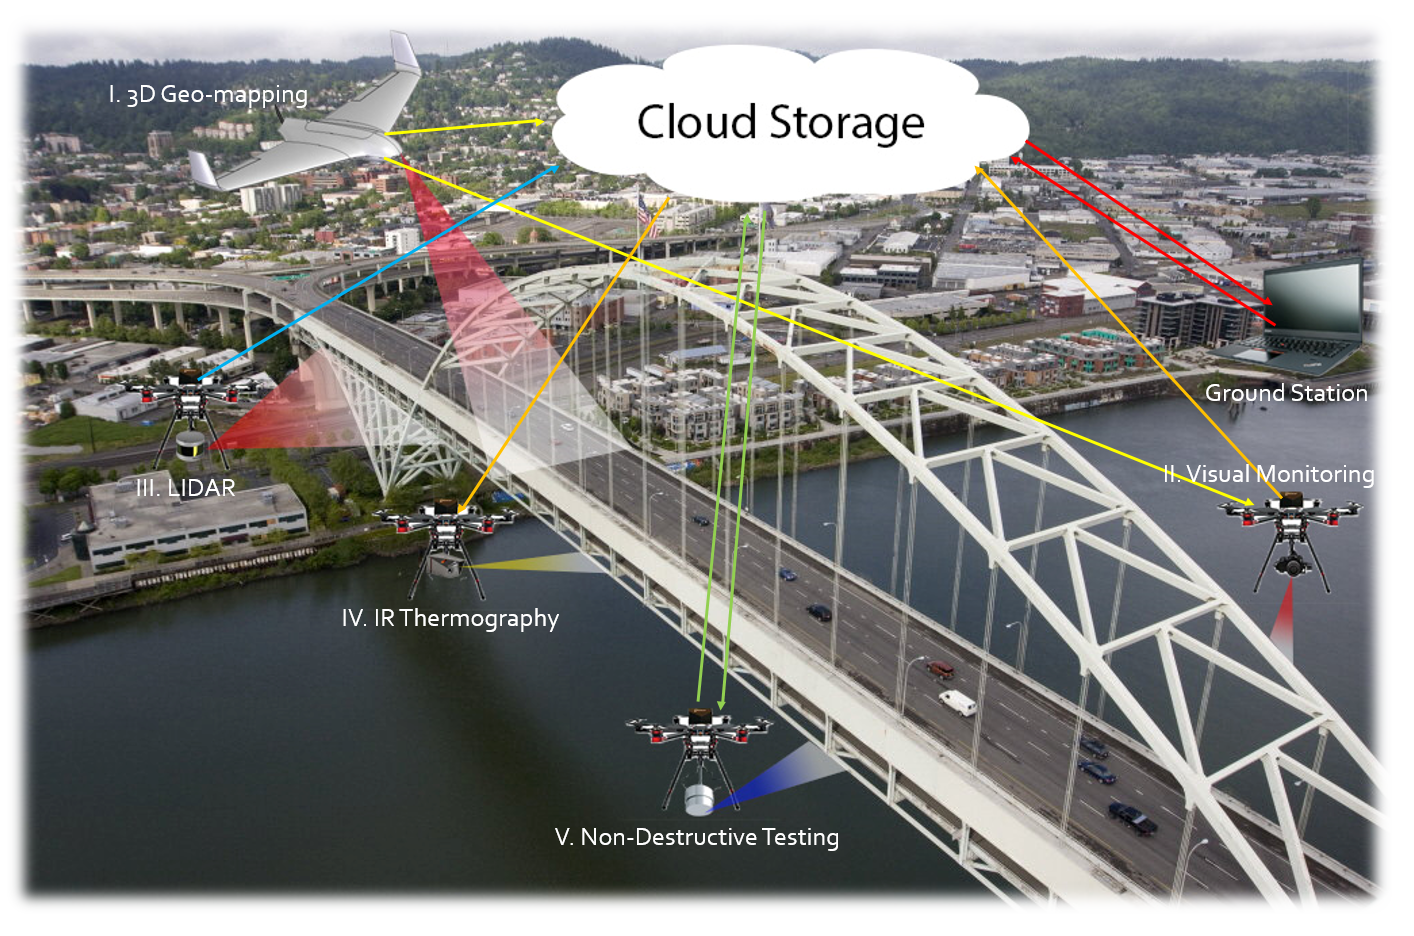 I. 3D Geo-mapping
Cloud Storage
Ground Station
II. Visual Monitoring
III. LIDAR
IV. IR Thermography
V. Non-Destructive Testing